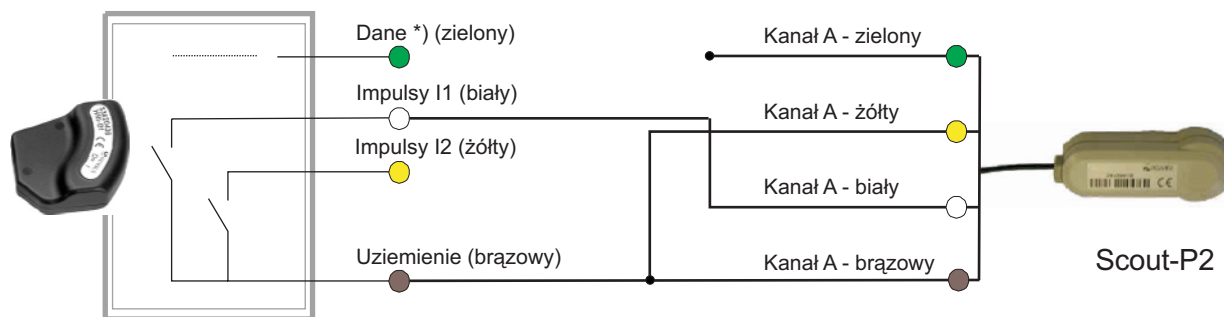 Dane *) (zielony)
Impulsy I1 (biały)
Impulsy I2 (żółty)
Uziemienie (brązowy)
Kanał A - zielony
Kanał A - żółty
Kanał A - biały
Kanał A - brązowy
Scout-P2